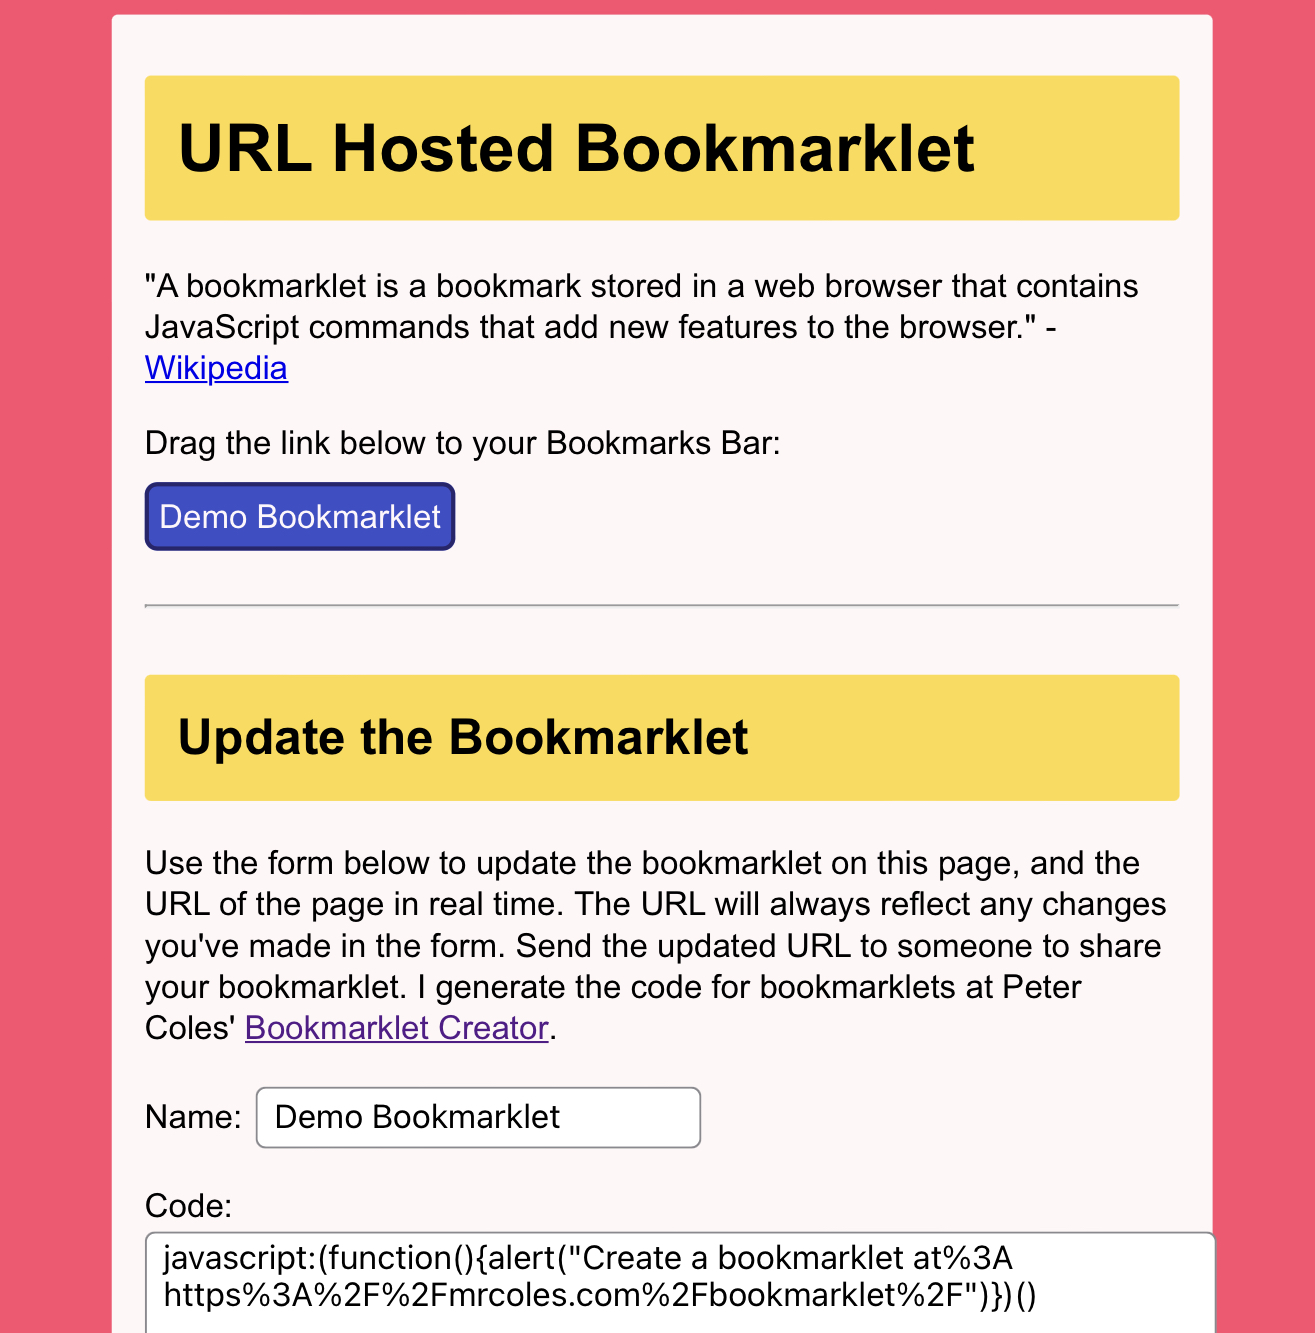 URL Hosted Bookmarklet
"A bookmarklet is a bookmark stored in a web browser that contains
JavaScript commands that add new features to the browser." -
Wikipedia
Drag the link below to your Bookmarks Bar:
Demo Bookmarklet
Update the Bookmarklet
Use the form below to update the bookmarklet on this page, and the
URL of the page in real time. The URL will always reflect any changes
you've made in the form. Send the updated URL to someone to share
your bookmarklet. I generate the code for bookmarklets at Peter
Coles' Bookmarklet Creator.
Name: Demo Bookmarklet
Code:
javascript:(function(){alert("Create a bookmarklet at%3A
https%3A%2F%2Fmrcoles.com%2Fbookmarklet%2F")})()